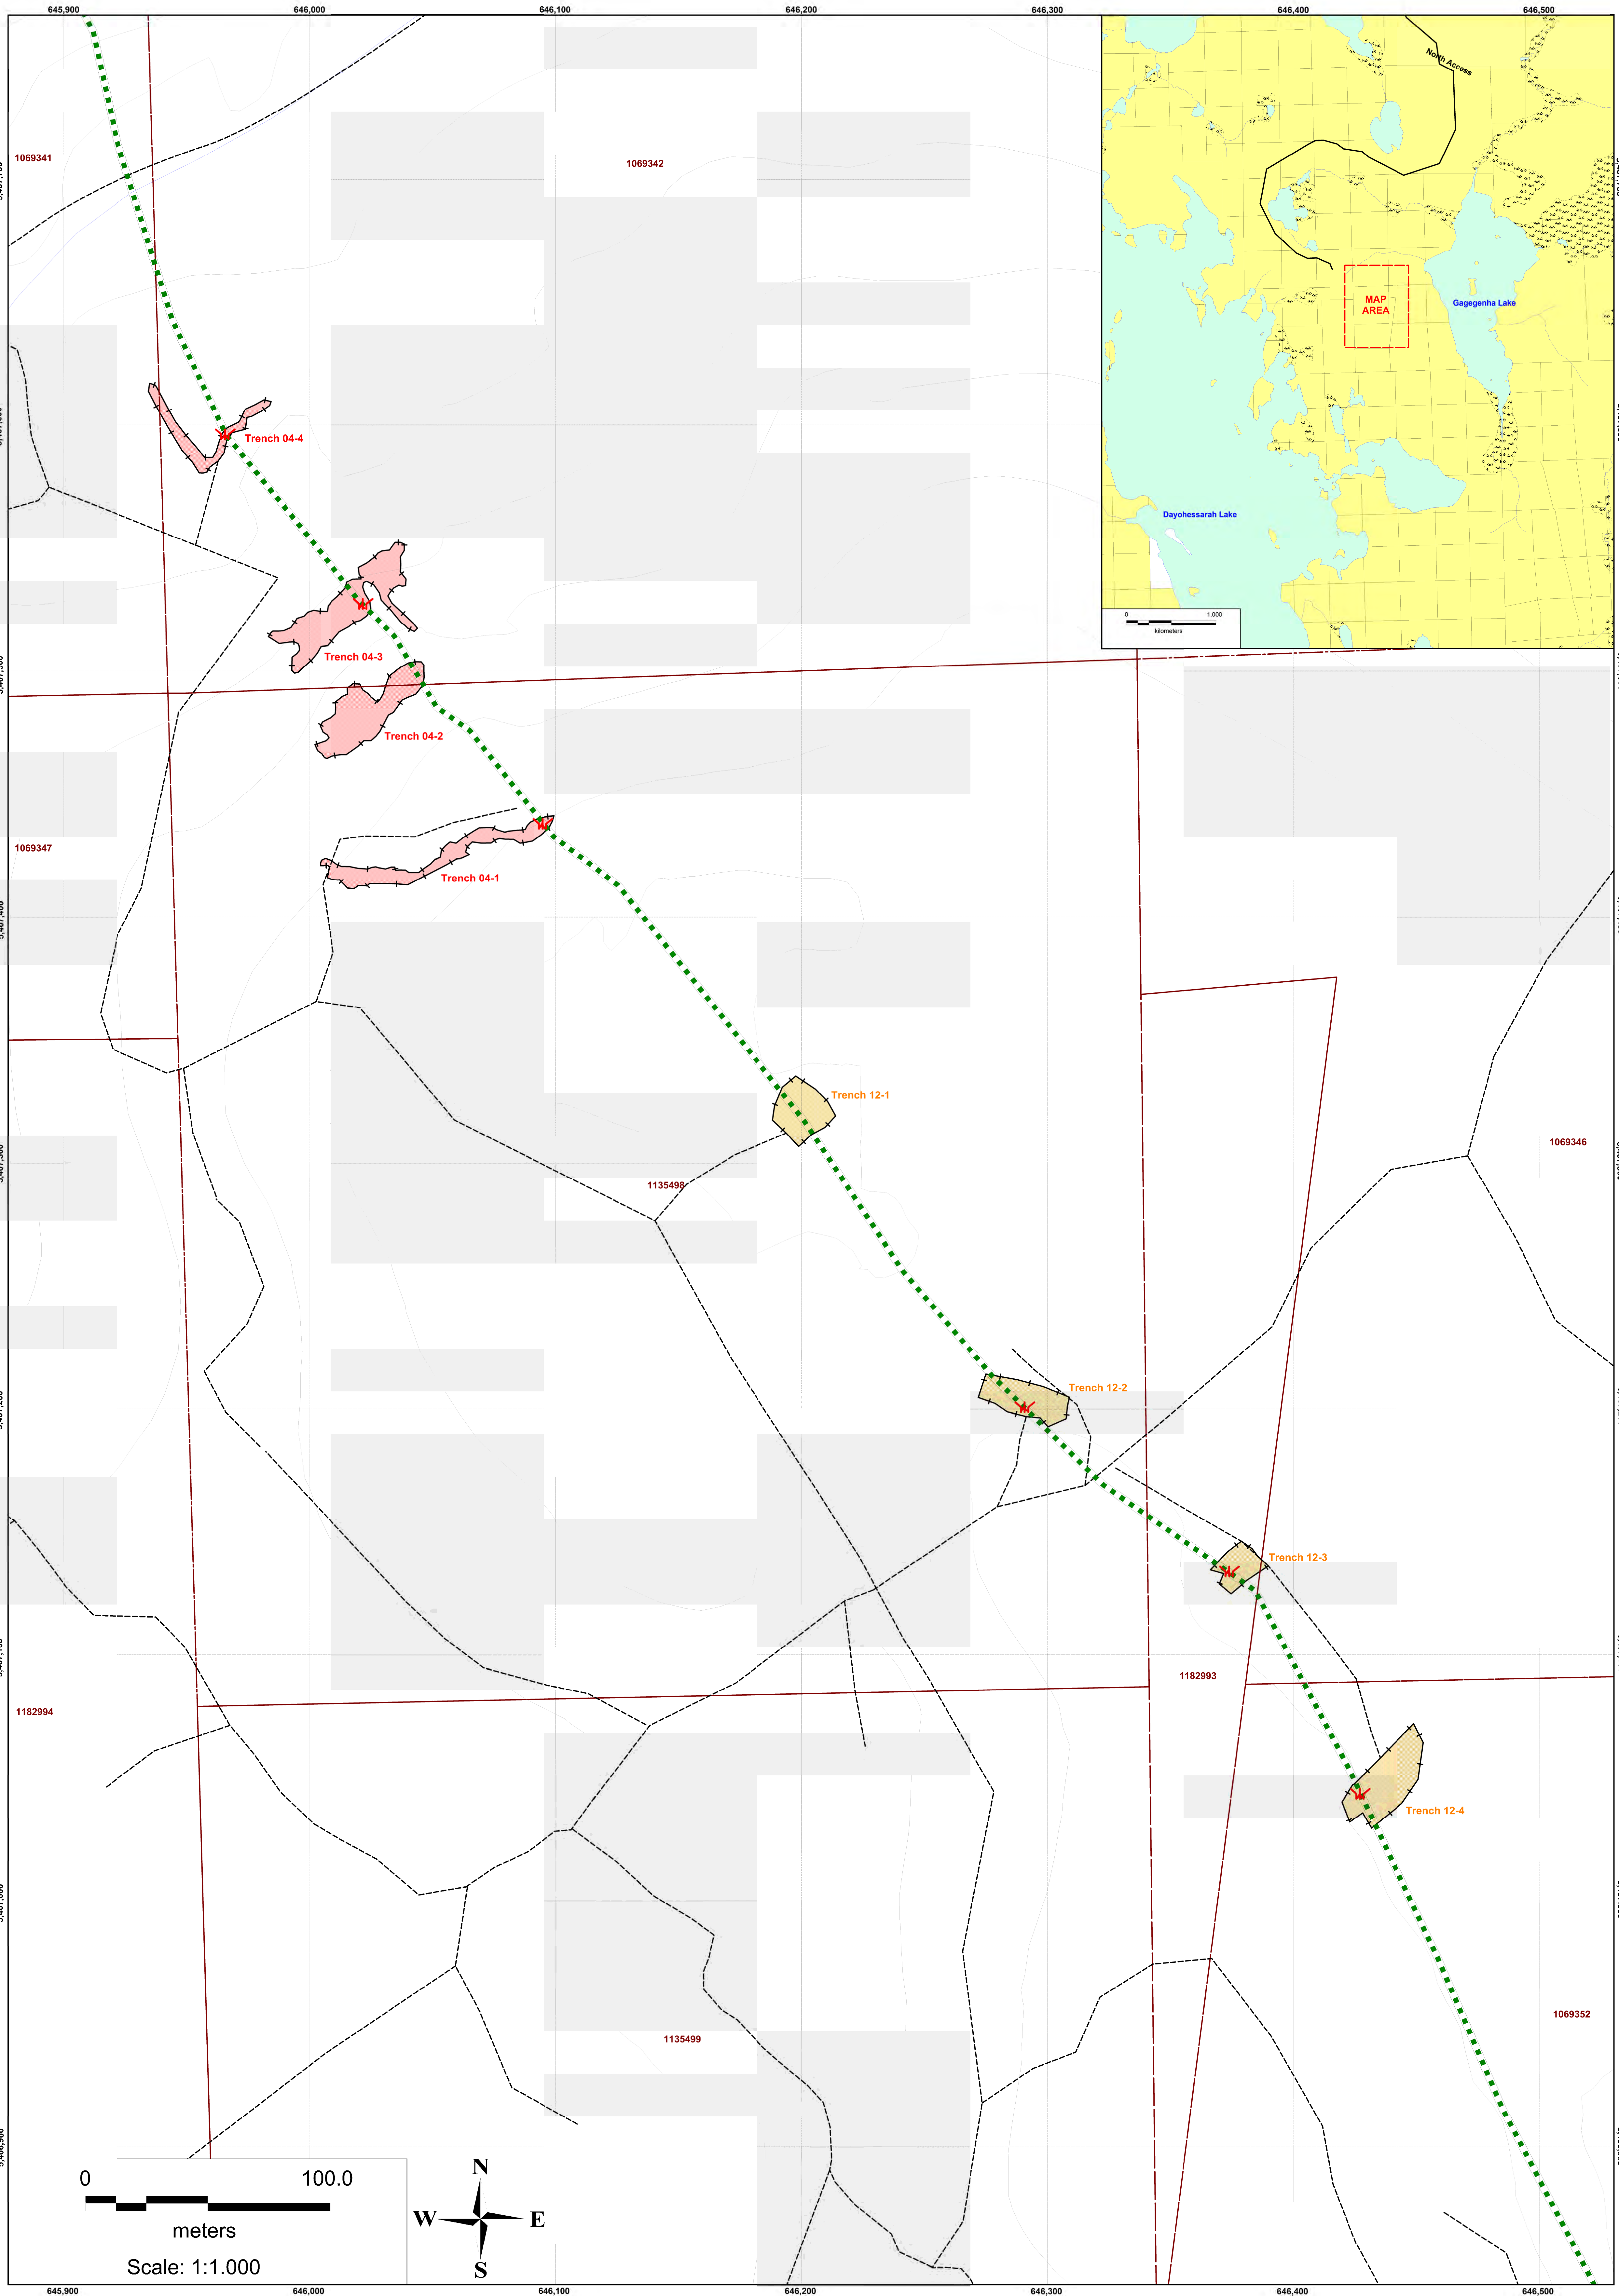 645,900
646,000
646,100
646,200
646,300
646,400
646,500
North Access
1069341
1069342
MAP
AREA
Gagegenha Lake
Trench 04-4
Dayohessarah Lake
0
1.000
kilometers
Trench 04-3
Trench 04-2
1069347
Trench 04-1
Trench 12-1
1069346
1135498
Trench 12-2
Trench 12-3
1182993
1182994
Trench 12-4
1069352
1135499
N
W
E
S
0
100.0
meters
Scale: 1:1.000
645,900
646,000
646,100
646,200
646,300
646,400
646,500